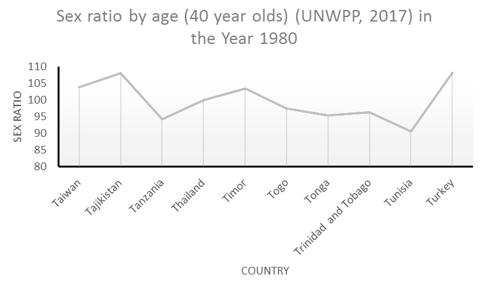 Sex ratio by age (40 year olds) (UNWPP, 2017) in
the Year 1980
110
105
100
95
90
85
80
SEX RATIO
Taiwan
Tajikistan
Tanzania
Thailand
Timor
Togo
Tonga
Trinidad and Tobago
Tunisia
Turkey
COUNTRY